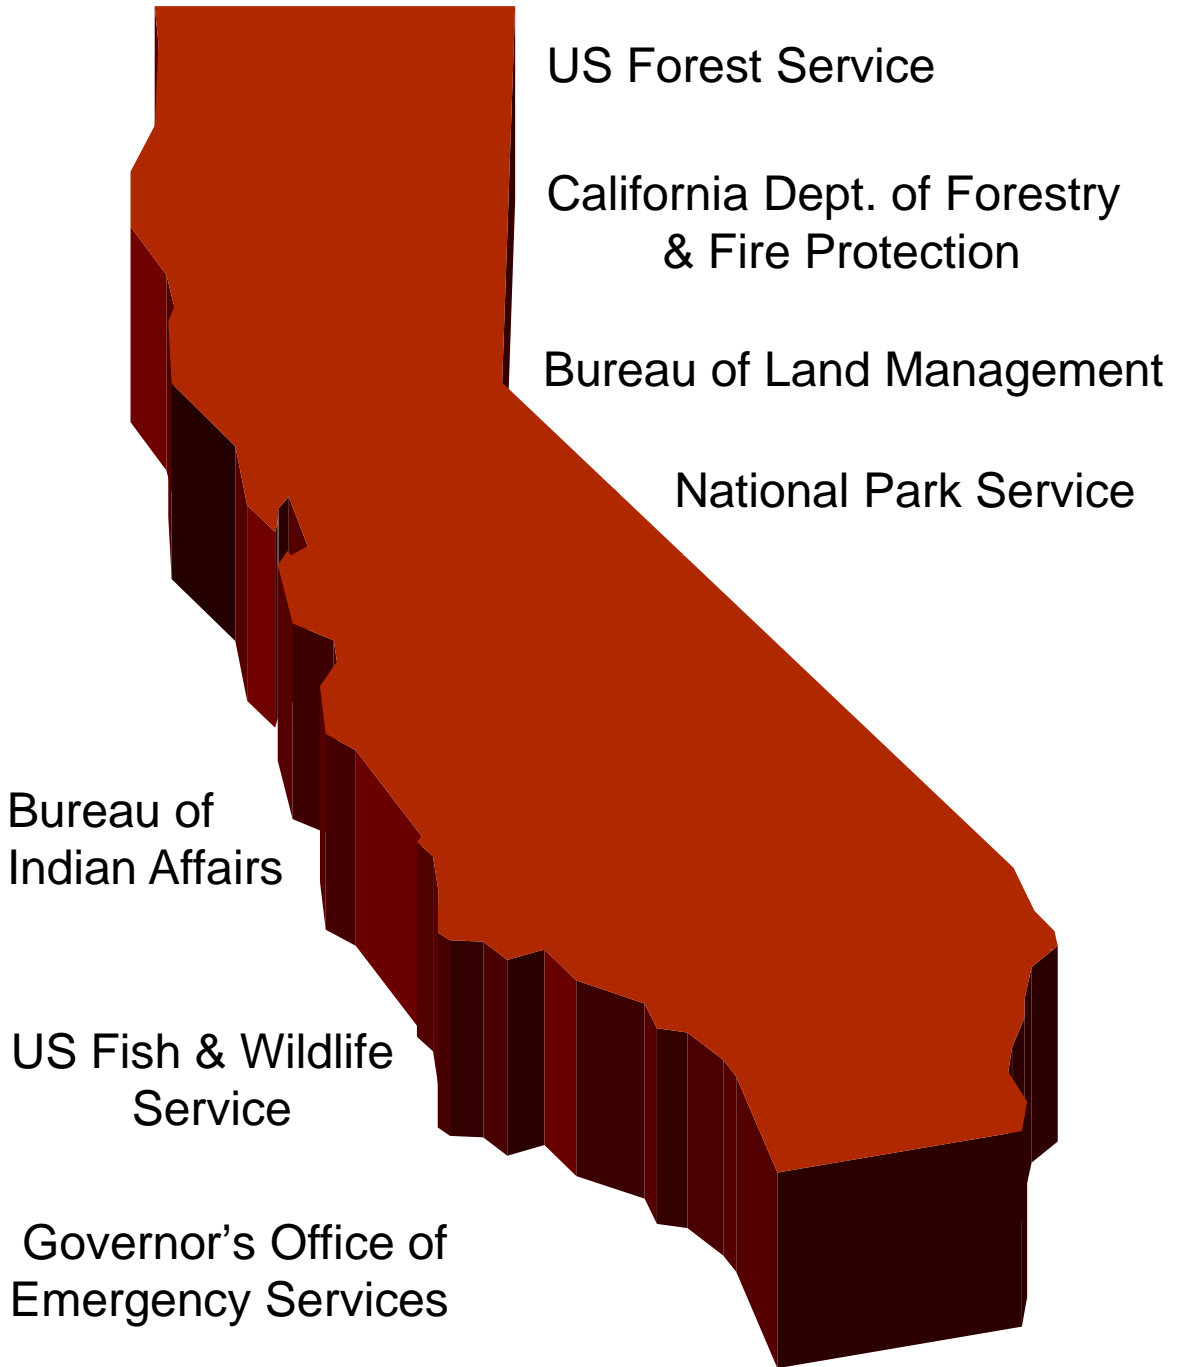 US Forest Service
California Dept. of Forestry
& Fire Protection
Bureau of Land Management
National Park Service
Bureau of
Indian Affairs
US Fish & Wildlife
Service
Governor’s Office of
Emergency Services